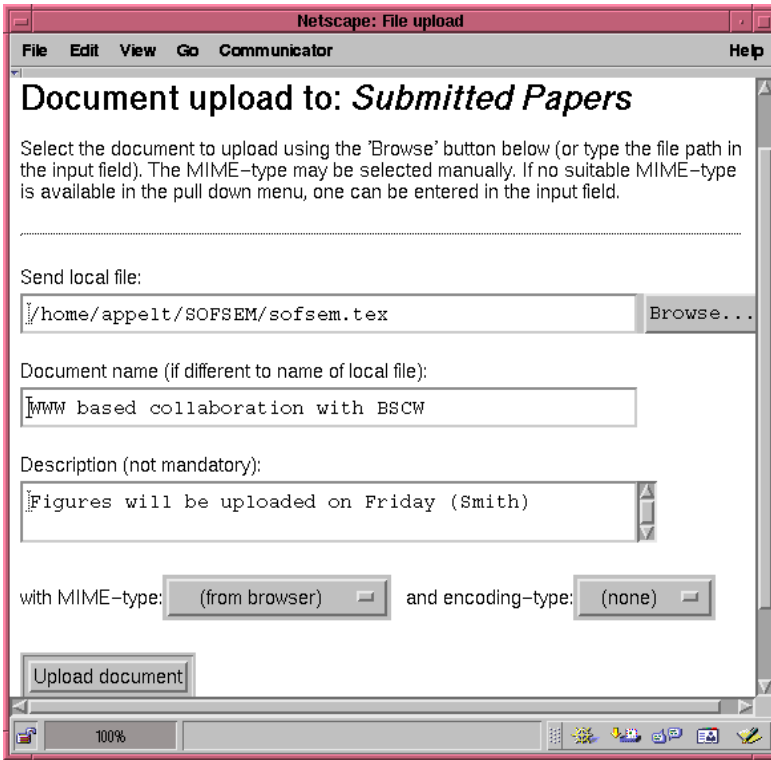 Netscape: File upload
File Edit View Go Communicator Help
Document upload to: Submitted Papers
Select the document to upload using the 'Browse' button below (or type the file path in
the input field). The MIME-type may be selected manually. If no suitable MIME-type
is available in the pull down menu, one can be entered in the input field.
Send local file:
/home/appelt/SOFSEM/sofsem.tex Browse...
Document name (if different to name of local file):
WWW based collaboration with BSCW
Description (not mandatory):
Figures will be uploaded on Friday (Smith)
with MIME-type: (from browser) and encoding-type: (none)
Upload document
100%